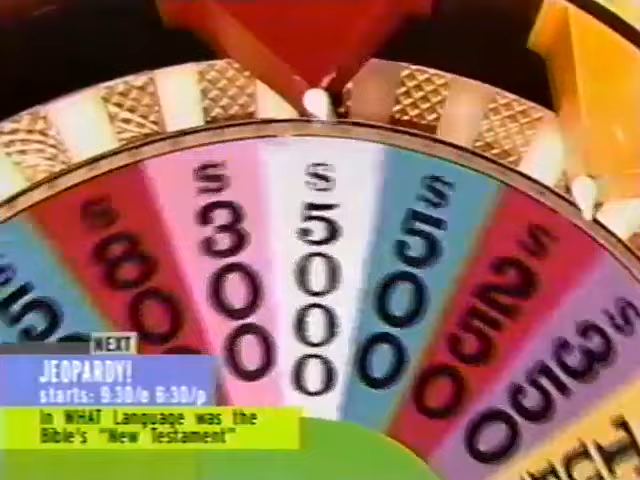 $5
$800
$300
$5000
$500
$250
$350
NEXT
JEOPARDY!
starts: 9:30/e 6:30/p
In WHAT Language was the
Bible's "New Testament"